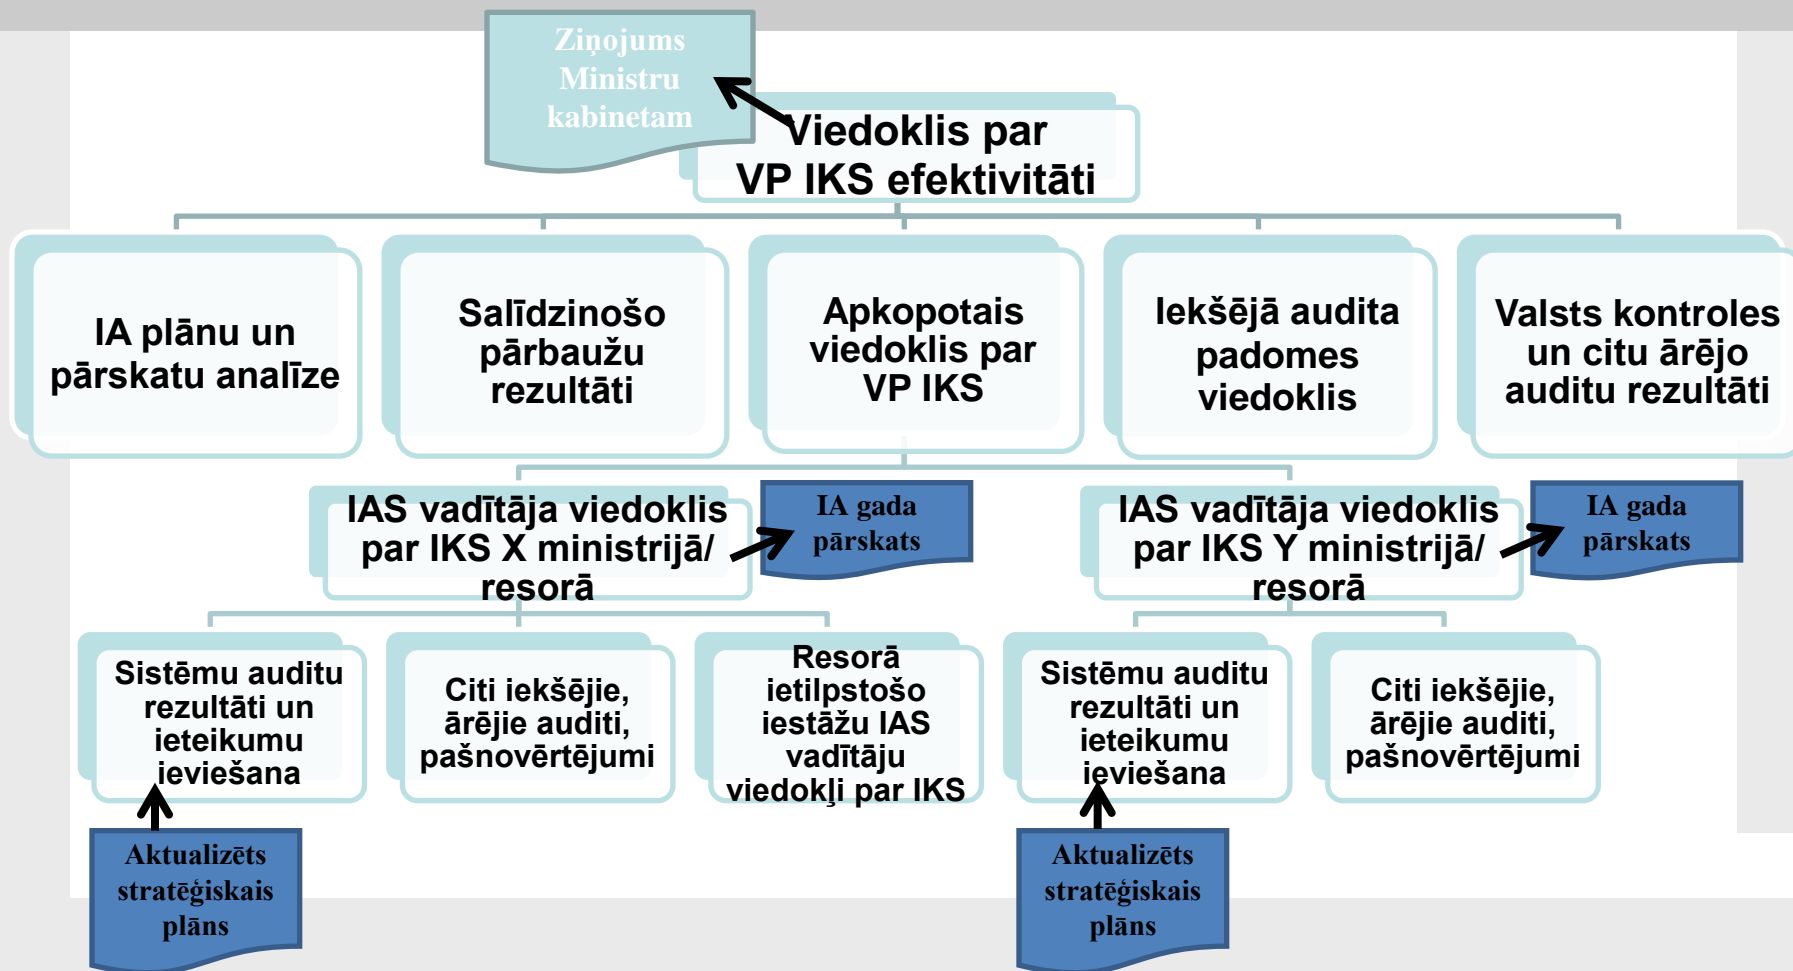 Ziņojums
Ministru
kabinetam
Viedoklis par
VP IKS efektivitāti
IA plānu un
pārskatu analīze
Salīdzinošo
pārbaužu
rezultāti
Apkopotais
viedoklis par
VP IKS
Iekšējā audita
padomes
viedoklis
Valsts kontroles
un citu ārējo
auditu rezultāti
IAS vadītāja viedoklis
par IKS X ministrijā/
resorā
IA gada
pārskats
IAS vadītāja viedoklis
par IKS Y ministrijā/
resorā
IA gada
pārskats
Sistēmu auditu
rezultāti un
ieteikumu
ieviešana
Citi iekšējie,
ārējie auditi,
pašnovērtējumi
Resorā
ietilpstošo
iestāžu IAS
vadītāju
viedokļi par IKS
Sistēmu auditu
rezultāti un
ieteikumu
ieviešana
Citi iekšējie,
ārējie auditi,
pašnovērtējumi
Aktualizēts
stratēģiskais
plāns
Aktualizēts
stratēģiskais
plāns